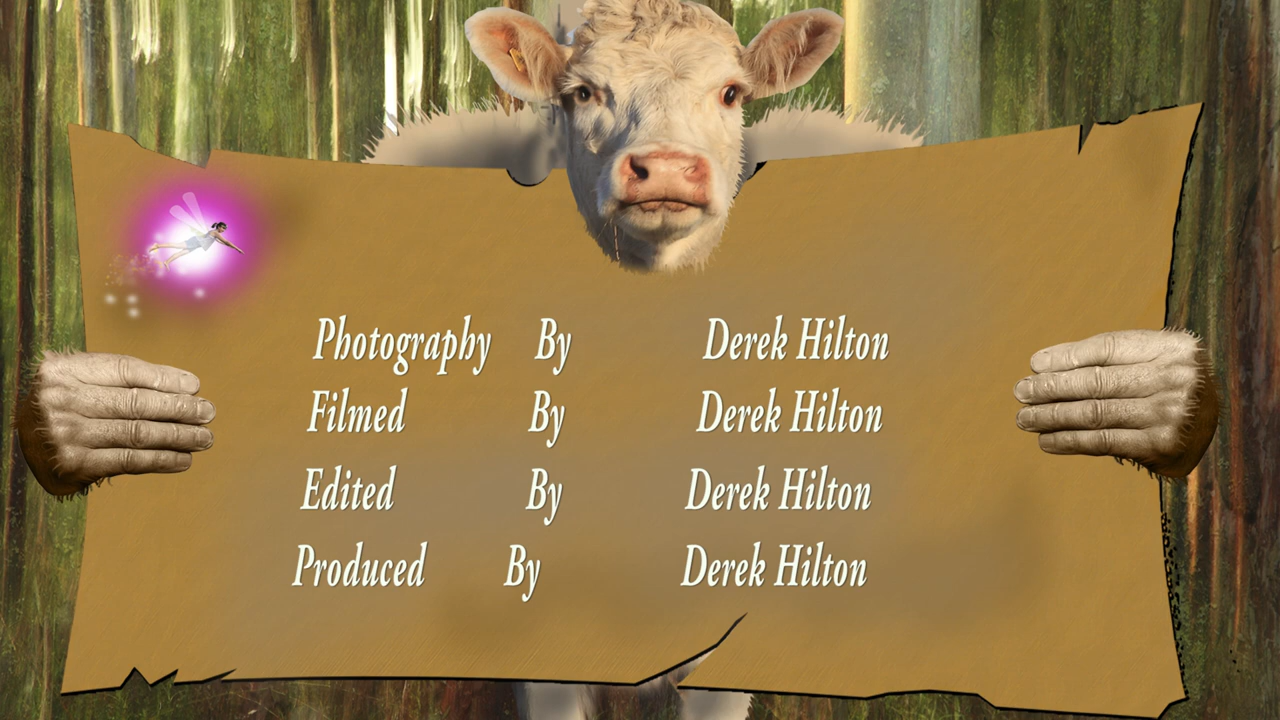 Photography By Derek Hilton
Filmed By Derek Hilton
Edited By Derek Hilton
Produced By Derek Hilton